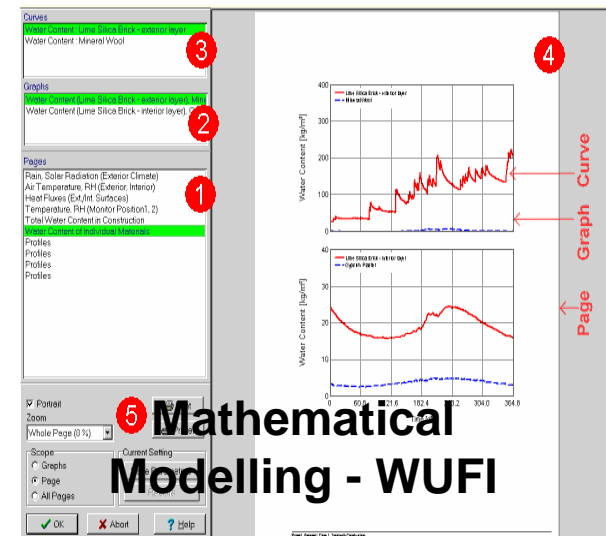 Curves
Water Content : Lime Silica Brick - exterior layer
Water Content : Mineral Wool
3
Graphs
Water Content (Lime Silica Brick - exterior layer), Mine
Water Content (Lime Silica Brick - interior layer),
2
Pages
1
Rain, Solar Radiation (Exterior Climate)
Air Temperature, RH (Exterior, Interior)
Heat Fluxes (Ext./Int. Surfaces)
Temperature, RH (Monitor Position1, 2)
Total Water Content in Construction
Water Content of Individual Materials
Profiles
Profiles
Profiles
Profiles
Portrait
Zoom
5
Whole Page (0 %)
Scope
Graphs
Page
All Pages
Current Setting
OK
Abort
? Help
4
Lime Silica Brick - exterior layer
Mineral Wool
Water Content [kg/m³]
400
300
200
100
0
Curve
Graph
Page
Lime Silica Brick - interior layer
Water Content [kg/m³]
40
30
20
10
0
0
182.4
304.0
364.8
Mathematical
Modelling - WUFI